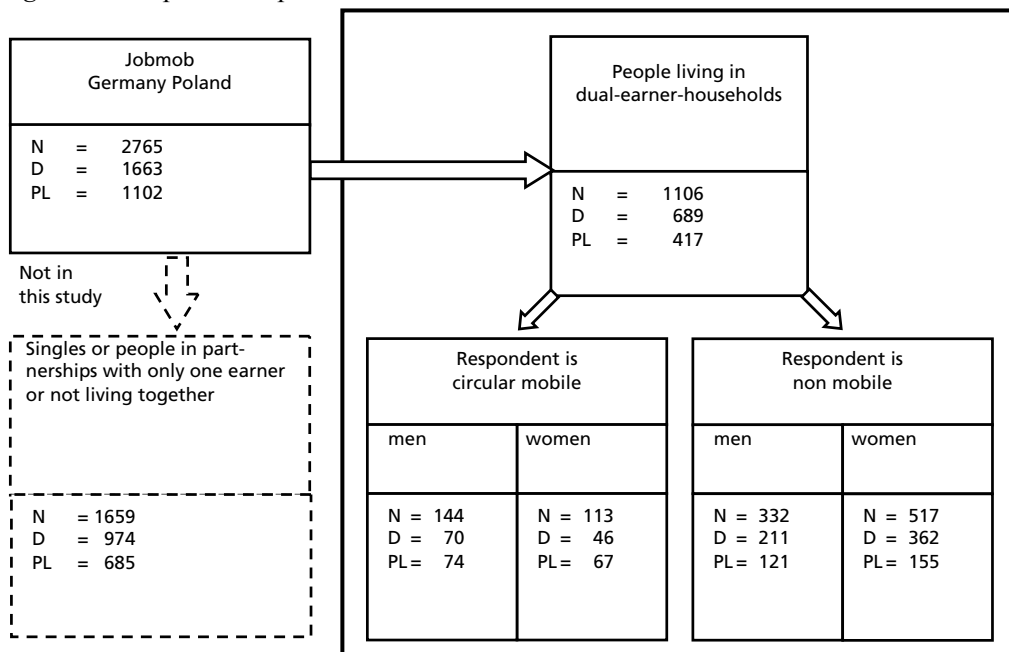 Jobmob
Germany Poland
N = 2765
D = 1663
PL = 1102
People living in
dual-earner-households
N = 1106
D = 689
PL = 417
Not in
this study
Singles or people in part-
nerships with only one earner
or not living together
N = 1659
D = 974
PL = 685
Respondent is
circular mobile
men
women
N = 144
D = 70
PL = 74
N = 113
D = 46
PL = 67
Respondent is
non mobile
men
women
N = 332
D = 211
PL = 121
N = 517
D = 362
PL = 155